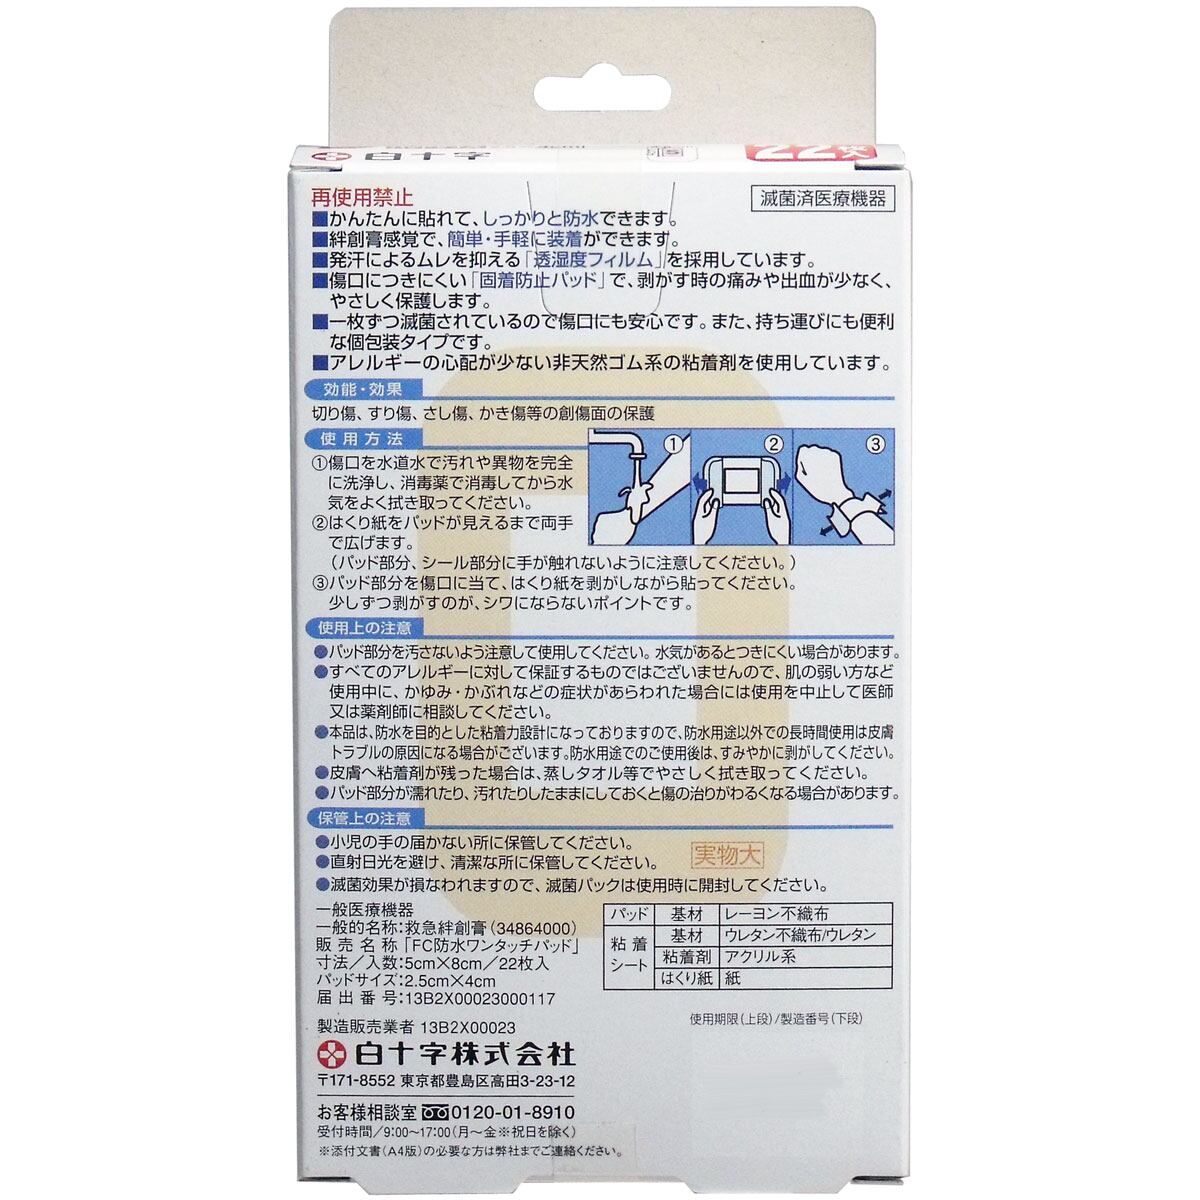 白十字
22枚入
再使用禁止
滅菌済医療機器
■かんたんに貼れて、しっかりと防水できます。
■絆創膏感覚で、簡単・手軽に装着ができます。
■発汗によるムレを抑える「透湿度フィルム」を採用しています。
■傷口につきにくい「固着防止パッド」で、剥がす時の痛みや出血が少なく、
やさしく保護します。
■一枚ずつ滅菌されているので傷口にも安心です。また、持ち運びにも便利
な個包装タイプです。
■アレルギーの心配が少ない非天然ゴム系の粘着剤を使用しています。
効能・効果
切り傷、すり傷、さし傷、かき傷等の創傷面の保護
使用方法
①傷口を水道水で汚れや異物を完全
に洗浄し、消毒薬で消毒してから水
気をよく拭き取ってください。
②はくり紙をパッドが見えるまで両手
で広げます。
(パッド部分、シール部分に手が触れないように注意してください。)
③パッド部分を傷口に当て、はくり紙を剥がしながら貼ってください。
少しずつ剥がすのが、シワにならないポイントです。
① ② ③
使用上の注意
●パッド部分を汚さないよう注意して使用してください。水気があるとつきにくい場合があります。
●すべてのアレルギーに対して保証するものではございませんので、肌の弱い方など
使用中に、かゆみ・かぶれなどの症状があらわれた場合には使用を中止して医師
又は薬剤師に相談してください。
●本品は、防水を目的とした粘着力設計になっておりますので、防水用途以外での長時間使用は皮膚
トラブルの原因になる場合がございます。防水用途でのご使用後は、すみやかに剥がしてください。
●皮膚へ粘着剤が残った場合は、蒸しタオル等でやさしく拭き取ってください。
●パッド部分が濡れたり、汚れたりしたままにしておくと傷の治りがわるくなる場合があります。
保管上の注意
●小児の手の届かない所に保管してください。
●直射日光を避け、清潔な所に保管してください。
実物大
●滅菌効果が損なわれますので、滅菌パックは使用時に開封してください。
一般医療機器
一般的名称:救急絆創膏(34864000)
販売名称「FC防水ワンタッチパッド」
寸法/入数:5cm×8cm/22枚入
パッドサイズ:2.5cm×4cm
届出番号:13B2X00023000117
パッド 基材 レーヨン不織布
粘着シート 基材 ウレタン不織布/ウレタン
粘着剤 アクリル系
はくり紙 紙
使用期限(上段)/製造番号(下段)
製造販売業者 13B2X00023
白十字株式会社
〒171-8552 東京都豊島区高田3-23-12
お客様相談室 0120-01-8910
受付時間/9:00〜17:00(月〜金※祝日を除く)
※添付文書(A4版)の必要な方は弊社までご連絡ください。